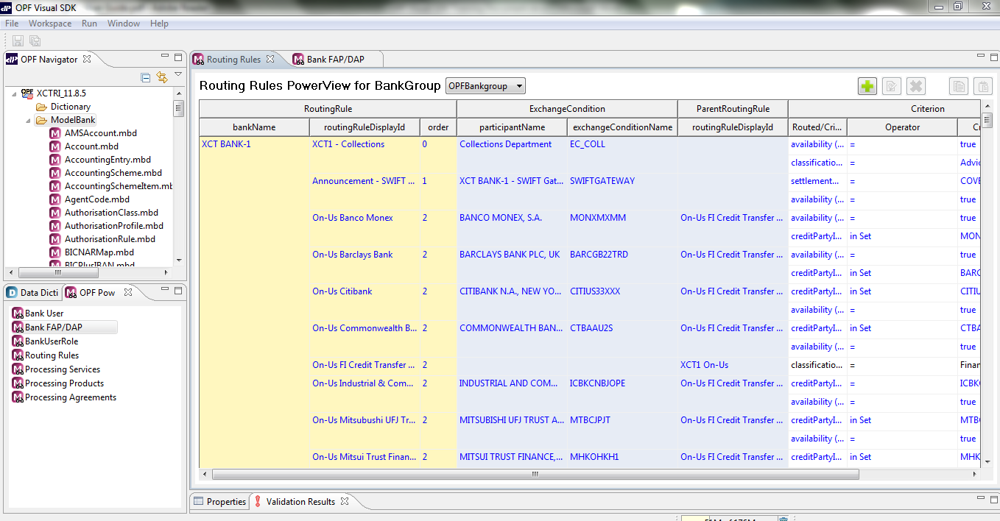 OPF Visual SDK
File Workspace Run Window Help
OPF Navigator
XCTRI_11.8.5
Dictionary
ModelBank
AMSAccount.mbd
Account.mbd
AccountingEntry.mbd
AccountingScheme.mbd
AccountingSchemeItem.mb
AgentCode.mbd
AuthorisationClass.mbd
AuthorisationProfile.mbd
AuthorisationRule.mbd
BICNARMap.mbd
BICPlusIBAN.mbd
Data Dicti OPF Pow
Bank User
Bank FAP/DAP
BankUserRole
Routing Rules
Processing Services
Processing Products
Processing Agreements
Routing Rules Bank FAP/DAP
Routing Rules PowerView for BankGroup OPFBankgroup
RoutingRule ExchangeCondition ParentRoutingRule Criterion
bankName routingRuleDisplayId order participantName exchangeConditionName routingRuleDisplayId Routed/Cri... Operator
XCT BANK-1 XCT1 - Collections 0 Collections Department EC_COLL availability (... = true
classificatio... = Advic
Announcement - SWIFT ... 1 XCT BANK-1 - SWIFT Gat... SWIFTGATEWAY settlement... = COVE
availability (... = true
On-Us Banco Monex 2 BANCO MONEX, S.A. MONXMXMM On-Us FI Credit Transfer ... availability (... = true
creditPartyI... in Set MON
On-Us Barclays Bank 2 BARCLAYS BANK PLC, UK BARCGB22TRD On-Us FI Credit Transfer ... availability (... = true
creditPartyI... in Set BARC
On-Us Citibank 2 CITIBANK N.A., NEW YO... CITIUS33XXX On-Us FI Credit Transfer ... creditPartyI... in Set CITIU
availability (... = true
On-Us Commonwealth B... 2 COMMONWEALTH BAN... CTBAAU2S On-Us FI Credit Transfer ... creditPartyI... in Set CTBA
availability (... = true
On-Us FI Credit Transfer ... 2 XCT1 On-Us classificatio... = Finan
On-Us Industrial & Com... 2 INDUSTRIAL AND COM... ICBKCNBJOPE On-Us FI Credit Transfer ... creditPartyI... = ICBK
availability (... = true
On-Us Mitsubushi UFJ Tr... 2 MITSUBISHI UFJ TRUST A... MTBCJPJT On-Us FI Credit Transfer ... creditPartyI... in Set MTB
availability (... = true
On-Us Mitsui Trust Finan... 2 MITSUI TRUST FINANCE,... MHKOHKH1 On-Us FI Credit Transfer ... creditPartyI... in Set MHK
Properties Validation Results